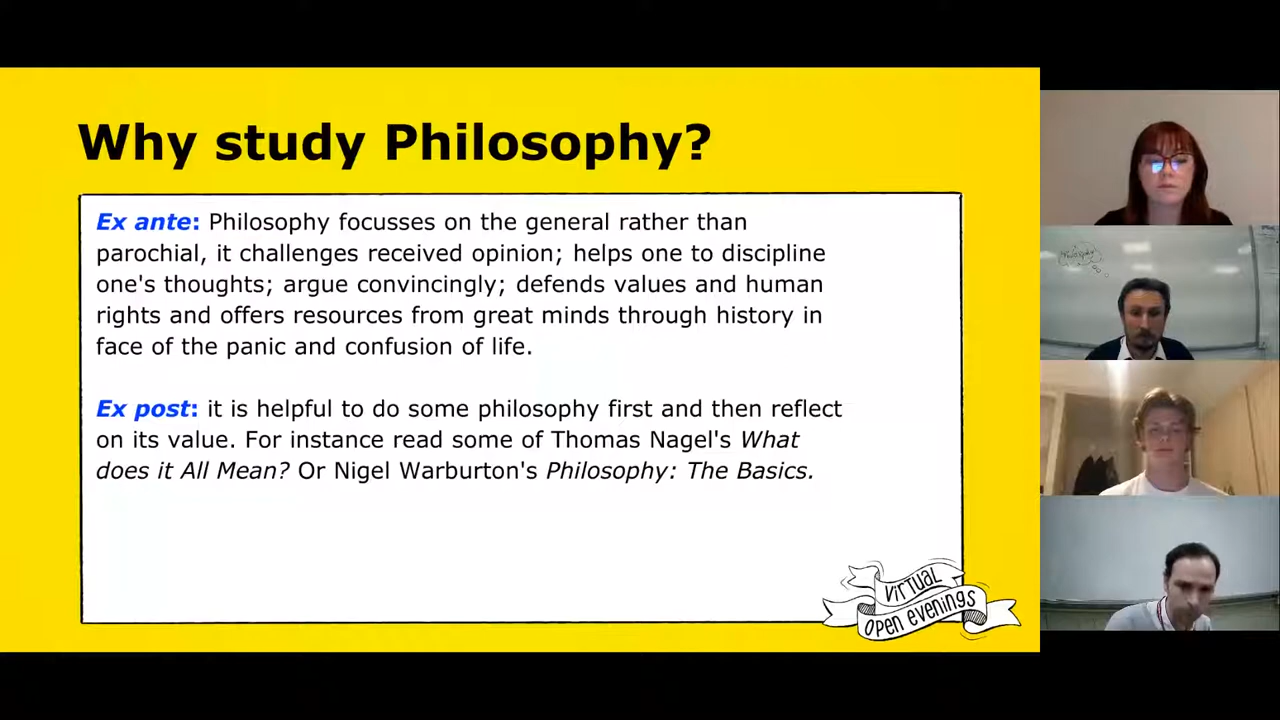 Why study Philosophy?
Ex ante: Philosophy focusses on the general rather than
parochial, it challenges received opinion; helps one to discipline
one's thoughts; argue convincingly; defends values and human
rights and offers resources from great minds through history in
face of the panic and confusion of life.
Ex post: it is helpful to do some philosophy first and then reflect
on its value. For instance read some of Thomas Nagel's What
does it All Mean? Or Nigel Warburton's Philosophy: The Basics.
VIRTUAL
OPEN EVENINGS
Philosophy